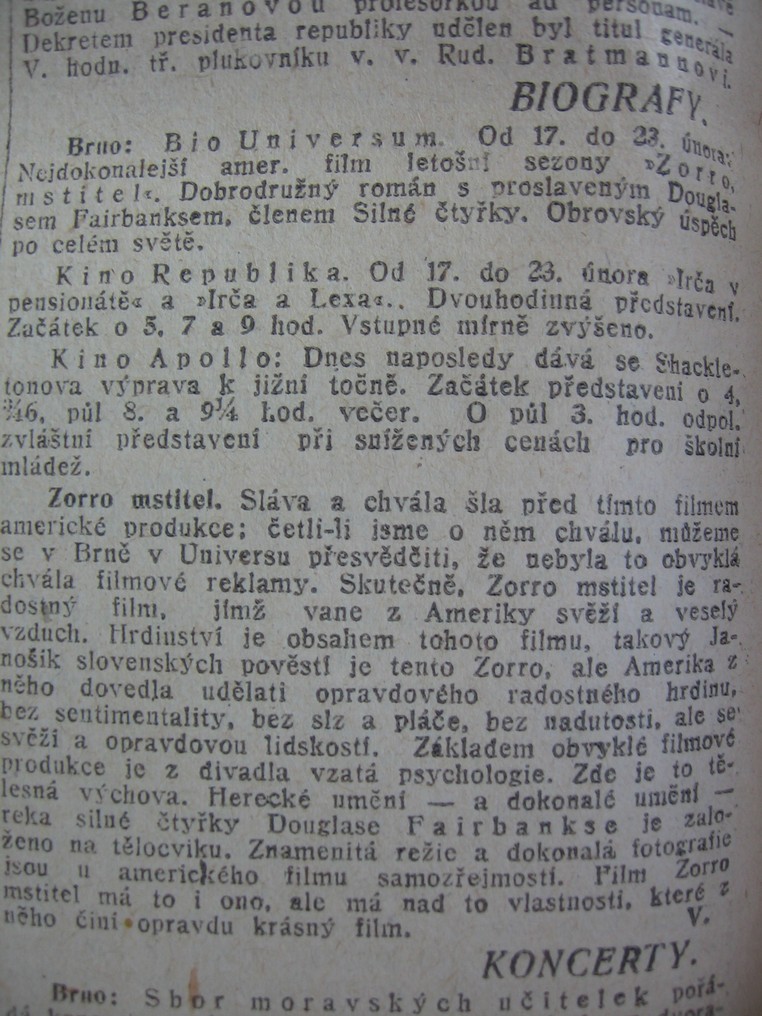 Boženu Beranovou profesorkou ad personam. —
Dekretem presidenta republiky udělen byl titul generála
V. hodn. tř. plukovníku v. v. Rud. Bratmannovi.
BIOGRAFY.
Brno: Bio Universum. Od 17. do 23. února:
Nejdokonalejší amer. film letošní sezony »Zorro,
mstitel«. Dobrodružný román s proslaveným Dougla-
sem Fairbanksem, členem Silné čtyřky. Obrovský úspěch
po celém světě.
Kino Republika. Od 17. do 23. února »Irča v
pensionátě« a »Irča a Lexa«.. Dvouhodinná představení.
Začátek o 5, 7 a 9 hod. Vstupné mírně zvýšeno.
Kino Apollo: Dnes naposledy dává se Shackle-
tonova výprava k jižní točně. Začátek představení o 4,
¾6, půl 8. a 9¼ hod. večer. O půl 3. hod. odpol.
zvláštní představení při snížených cenách pro školní
mládež.
Zorro mstitel. Sláva a chvála šla před tímto filmem
americké produkce; četli-li jsme o něm chválu, můžeme
se v Brně v Universu přesvědčiti, že nebyla to obvyklá
chvála filmové reklamy. Skutečně, Zorro mstitel je ra-
dostný film, jímž vane z Ameriky svěží a veselý
vzduch. Hrdinství je obsahem tohoto filmu, takový Ja-
nošik slovenských pověstí je tento Zorro, ale Amerika z
něho dovedla udělati opravdového radostného hrdinu,
bez sentimentality, bez slz a pláče, bez nadutosti, ale se
svěží a opravdovou lidskostí. Základem obvyklé filmové
produkce je z divadla vzatá psychologie. Zde je to tě-
lesná výchova. Herecké umění — a dokonalé umění —
reka silné čtyřky Douglase Fairbankse je zalo-
ženo na tělocviku. Znamenitá režie a dokonalá fotografie
jsou u amerického filmu samozřejmostí. Film Zorro
mstitel má to i ono, ale má nad to vlastnosti, které z
něho činí opravdu krásný film. V.
KONCERTY.
Brno: Sbor moravských učitelek pořá-